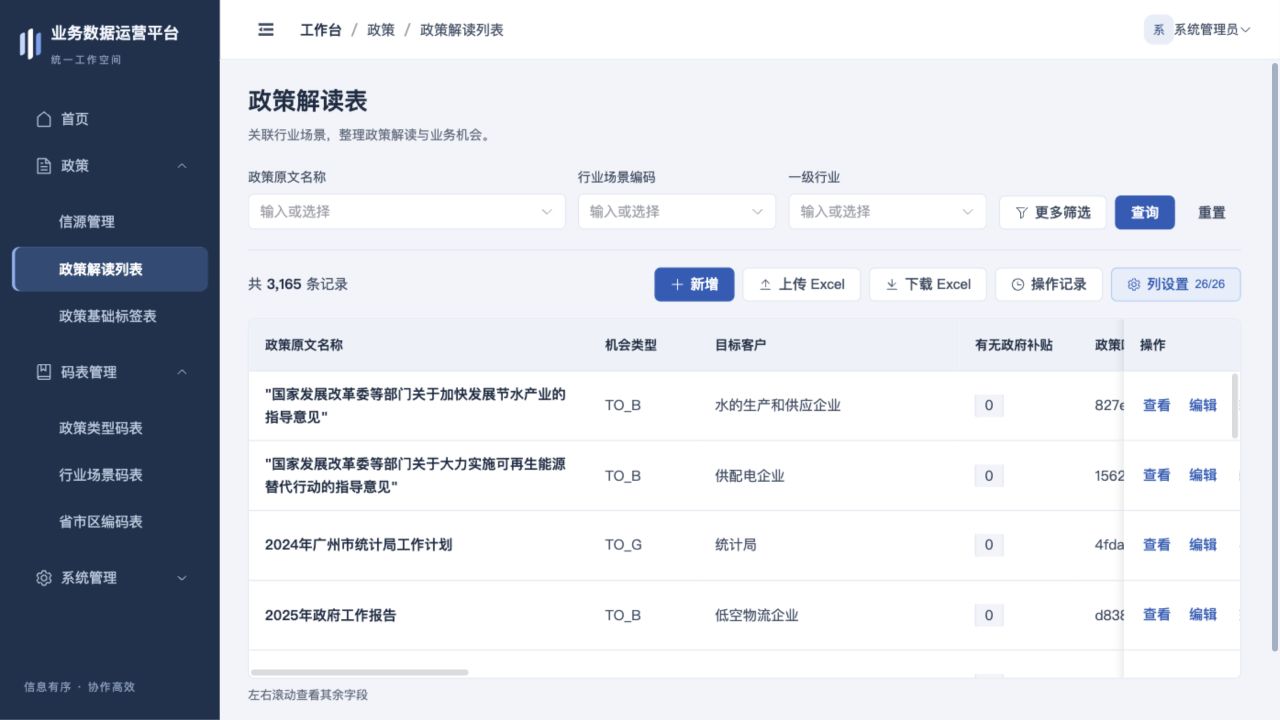 业务数据运营平台
统一工作空间
首页
政策
信源管理
政策解读列表
政策基础标签表
码表管理
政策类型码表
行业场景码表
省市区编码表
系统管理
信息有序 · 协作高效
工作台 / 政策 / 政策解读列表
系 系统管理员
政策解读表
关联行业场景，整理政策解读与业务机会。
政策原文名称 行业场景编码 一级行业
输入或选择 输入或选择 输入或选择 更多筛选 查询 重置
共 3,165 条记录 新增 上传 Excel 下载 Excel 操作记录 列设置 26/26
政策原文名称 机会类型 目标客户 有无政府补贴 政策 操作
"国家发展改革委等部门关于加快发展节水产业的
指导意见" TO_B 水的生产和供应企业 0 827e 查看 编辑
"国家发展改革委等部门关于大力实施可再生能源
替代行动的指导意见" TO_B 供配电企业 0 1562 查看 编辑
2024年广州市统计局工作计划 TO_G 统计局 0 4fda 查看 编辑
2025年政府工作报告 TO_B 低空物流企业 0 d838 查看 编辑
左右滚动查看其余字段